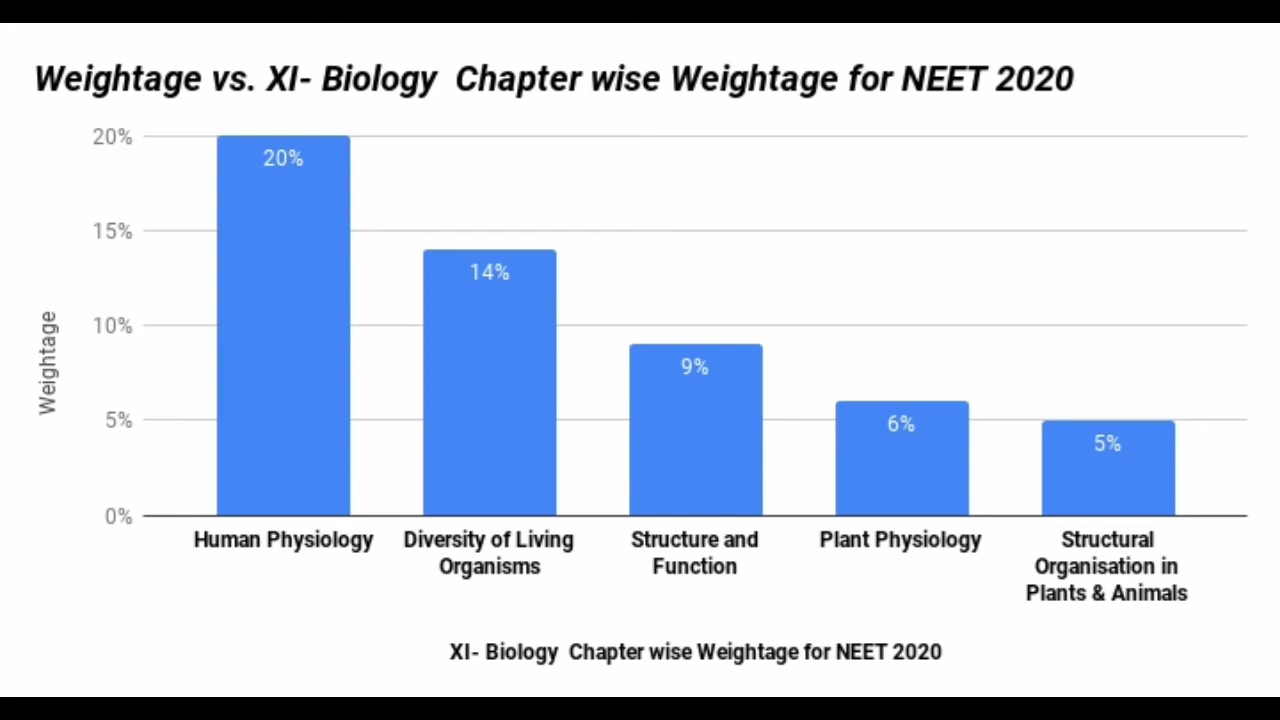 Weightage vs. XI- Biology  Chapter wise Weightage for NEET 2020
20%
15%
10%
5%
0%
Weightage
20%
14%
9%
6%
5%
Human Physiology
Diversity of Living
Organisms
Structure and
Function
Plant Physiology
Structural
Organisation in
Plants & Animals
XI- Biology  Chapter wise Weightage for NEET 2020